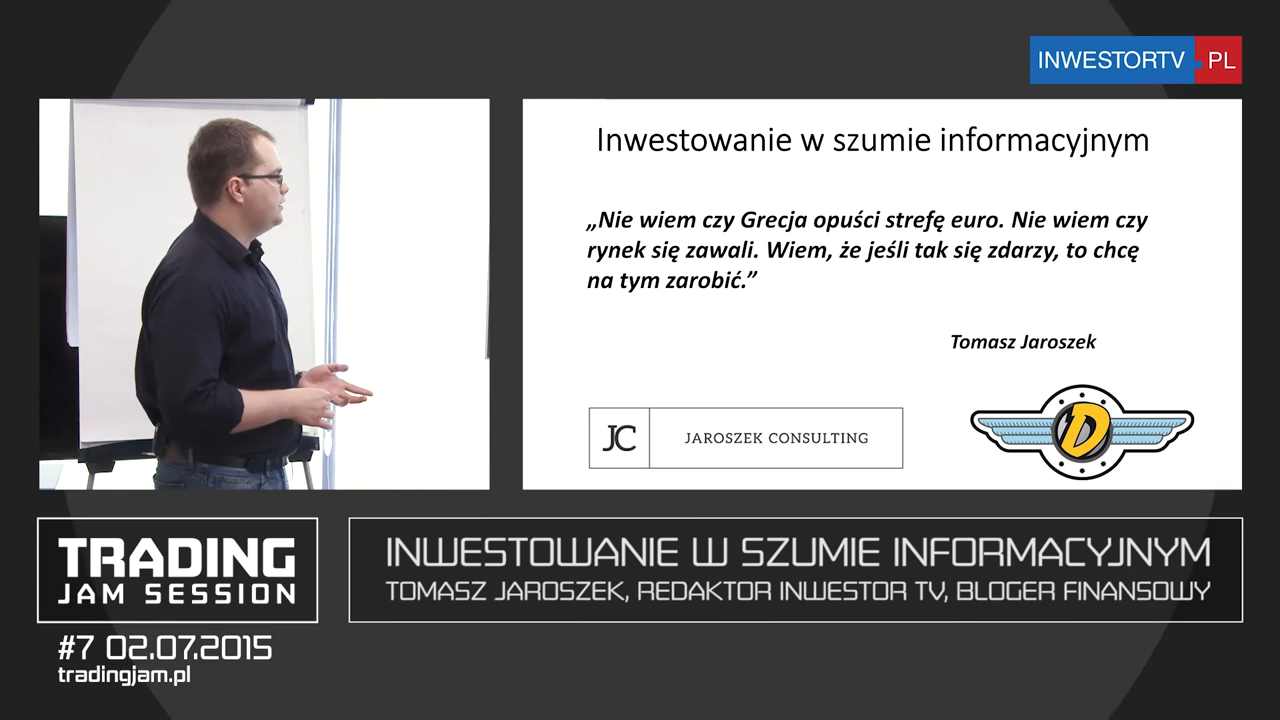 INWESTORTV.PL
Inwestowanie w szumie informacyjnym
„Nie wiem czy Grecja opuści strefę euro. Nie wiem czy
rynek się zawali. Wiem, że jeśli tak się zdarzy, to chcę
na tym zarobić.”
Tomasz Jaroszek
JC JAROSZEK CONSULTING
D
TRADING
JAM SESSION
INWESTOWANIE W SZUMIE INFORMACYJNYM
TOMASZ JAROSZEK, REDAKTOR INWESTOR TV, BLOGER FINANSOWY
#7 02.07.2015
tradingjam.pl